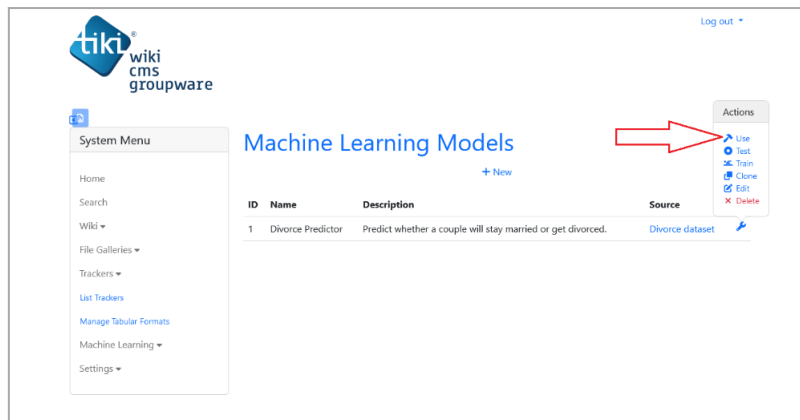 Log out
tiki®
wiki
cms
groupware
Actions
Use
Test
Train
Clone
Edit
Delete
System Menu
Home
Search
Wiki
File Galleries
Trackers
List Trackers
Manage Tabular Formats
Machine Learning
Settings
Machine Learning Models
+ New
ID Name Description Source
1 Divorce Predictor Predict whether a couple will stay married or get divorced. Divorce dataset